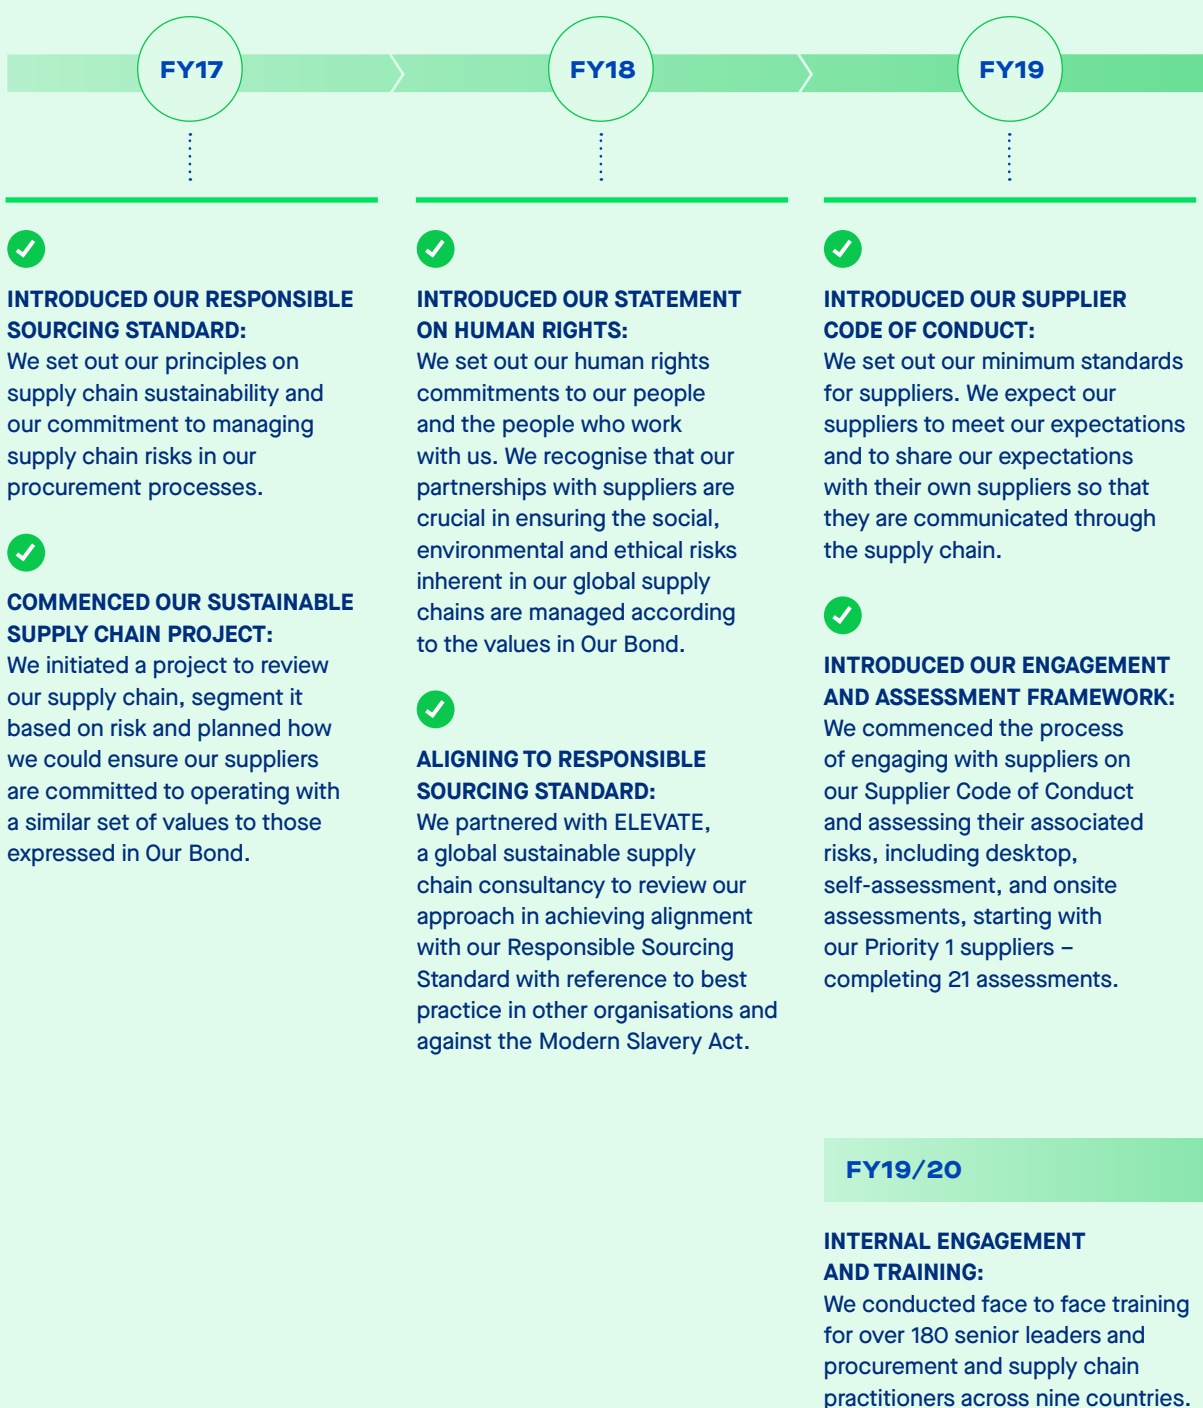 FY17
FY18
FY19
INTRODUCED OUR RESPONSIBLE
SOURCING STANDARD:
We set out our principles on
supply chain sustainability and
our commitment to managing
supply chain risks in our
procurement processes.
COMMENCED OUR SUSTAINABLE
SUPPLY CHAIN PROJECT:
We initiated a project to review
our supply chain, segment it
based on risk and planned how
we could ensure our suppliers
are committed to operating with
a similar set of values to those
expressed in Our Bond.
INTRODUCED OUR STATEMENT
ON HUMAN RIGHTS:
We set out our human rights
commitments to our people
and the people who work
with us. We recognise that our
partnerships with suppliers are
crucial in ensuring the social,
environmental and ethical risks
inherent in our global supply
chains are managed according
to the values in Our Bond.
ALIGNING TO RESPONSIBLE
SOURCING STANDARD:
We partnered with ELEVATE,
a global sustainable supply
chain consultancy to review our
approach in achieving alignment
with our Responsible Sourcing
Standard with reference to best
practice in other organisations and
against the Modern Slavery Act.
INTRODUCED OUR SUPPLIER
CODE OF CONDUCT:
We set out our minimum standards
for suppliers. We expect our
suppliers to meet our expectations
and to share our expectations
with their own suppliers so that
they are communicated through
the supply chain.
INTRODUCED OUR ENGAGEMENT
AND ASSESSMENT FRAMEWORK:
We commenced the process
of engaging with suppliers on
our Supplier Code of Conduct
and assessing their associated
risks, including desktop,
self-assessment, and onsite
assessments, starting with
our Priority 1 suppliers –
completing 21 assessments.
FY19/20
INTERNAL ENGAGEMENT
AND TRAINING:
We conducted face to face training
for over 180 senior leaders and
procurement and supply chain
practitioners across nine countries.